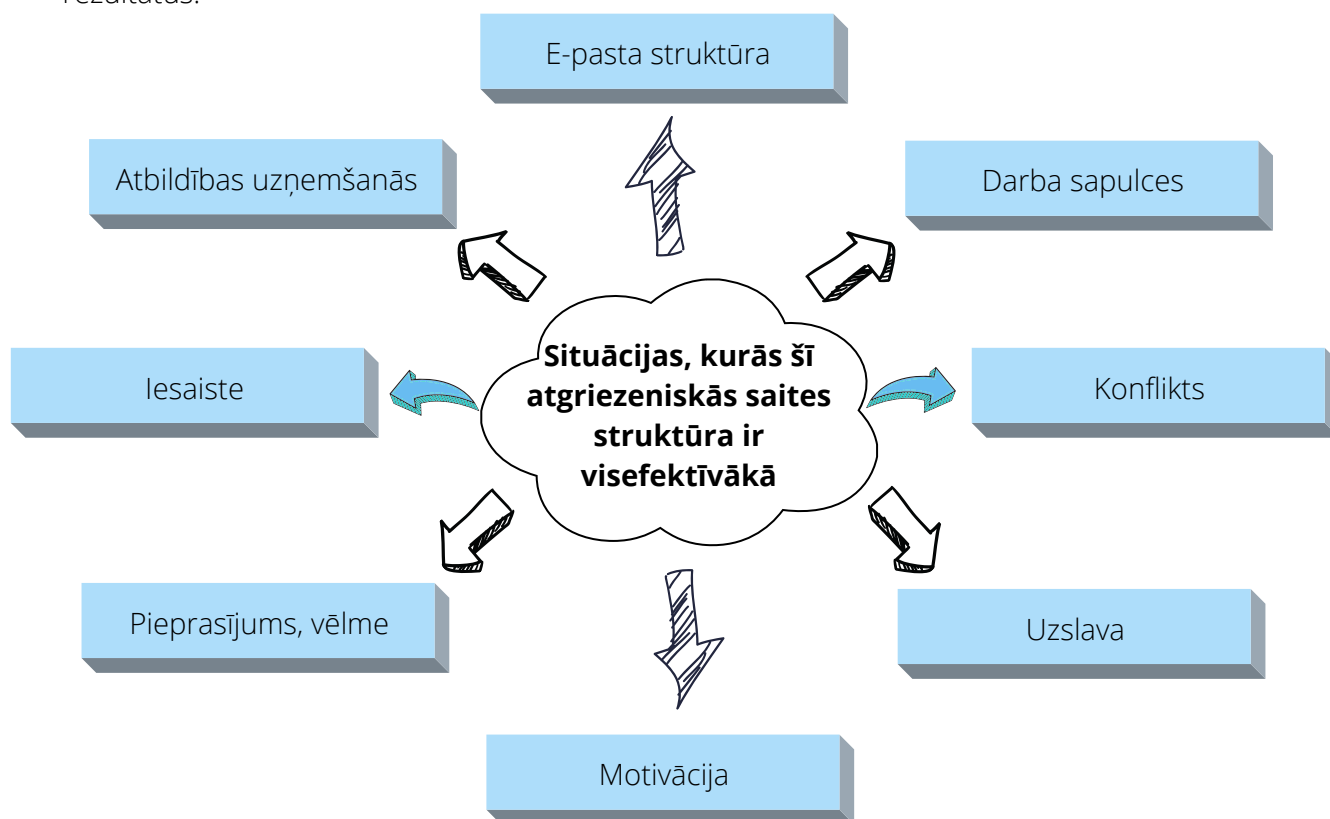 rezultātus.
E-pasta struktūra
Atbildības uzņemšanās
Darba sapulces
Situācijas, kurās šī
atgriezeniskās saites
struktūra ir
visefektīvākā
Iesaiste
Konflikts
Pieprasījums, vēlme
Uzslava
Motivācija